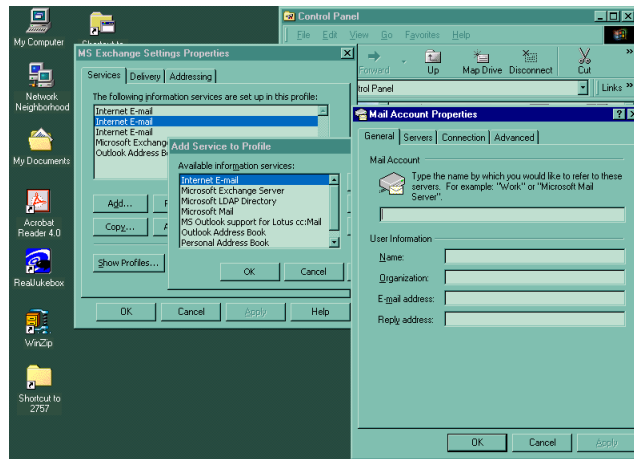 My Computer
Shortcut to
Network
Neighborhood
My Documents
Acrobat
Reader 4.0
RealJukebox
WinZip
Shortcut to
2757
Control Panel
File Edit View Go Favorites Help
Forward Up Map Drive Disconnect Cut »
trol Panel Links »
MS Exchange Settings Properties
Services Delivery Addressing
The following information services are set up in this profile:
Internet E-mail
Internet E-mail
Internet E-mail
Microsoft Exchang
Outlook Address B
Add...
Copy...
Show Profiles...
OK Cancel Apply Help
Add Service to Profile
Available information services:
Internet E-mail
Microsoft Exchange Server
Microsoft LDAP Directory
Microsoft Mail
MS Outlook support for Lotus cc:Mail
Outlook Address Book
Personal Address Book
OK Cancel
Mail Account Properties
General Servers Connection Advanced
Mail Account
Type the name by which you would like to refer to these
servers. For example: "Work" or "Microsoft Mail
Server".
User Information
Name:
Organization:
E-mail address:
Reply address:
OK Cancel Apply